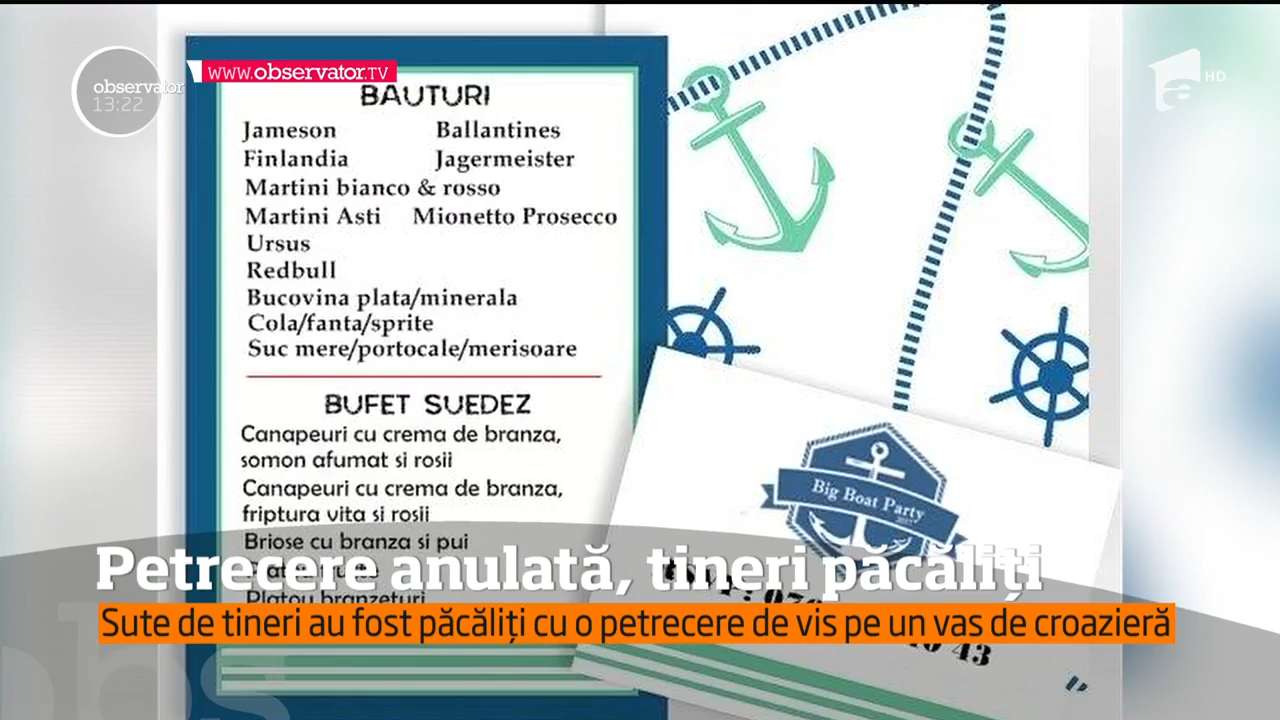 observator
13:22
WWW.observator.TV
HD
BAUTURI
Jameson Ballantines
Finlandia Jagermeister
Martini bianco & rosso
Martini Asti Mionetto Prosecco
Ursus
Redbull
Bucovina plata/minerala
Cola/fanta/sprite
Suc mere/portocale/merisoare
BUFET SUEDEZ
Canapeuri cu crema de branza,
somon afumat si rosii
Canapeuri cu crema de branza,
friptura vita si rosii
Briose cu branza si pui
Platou branzeturi
Big Boat Party
2017
43
Petrecere anulată, tineri păcăliți
Sute de tineri au fost păcăliți cu o petrecere de vis pe un vas de croazieră
obs